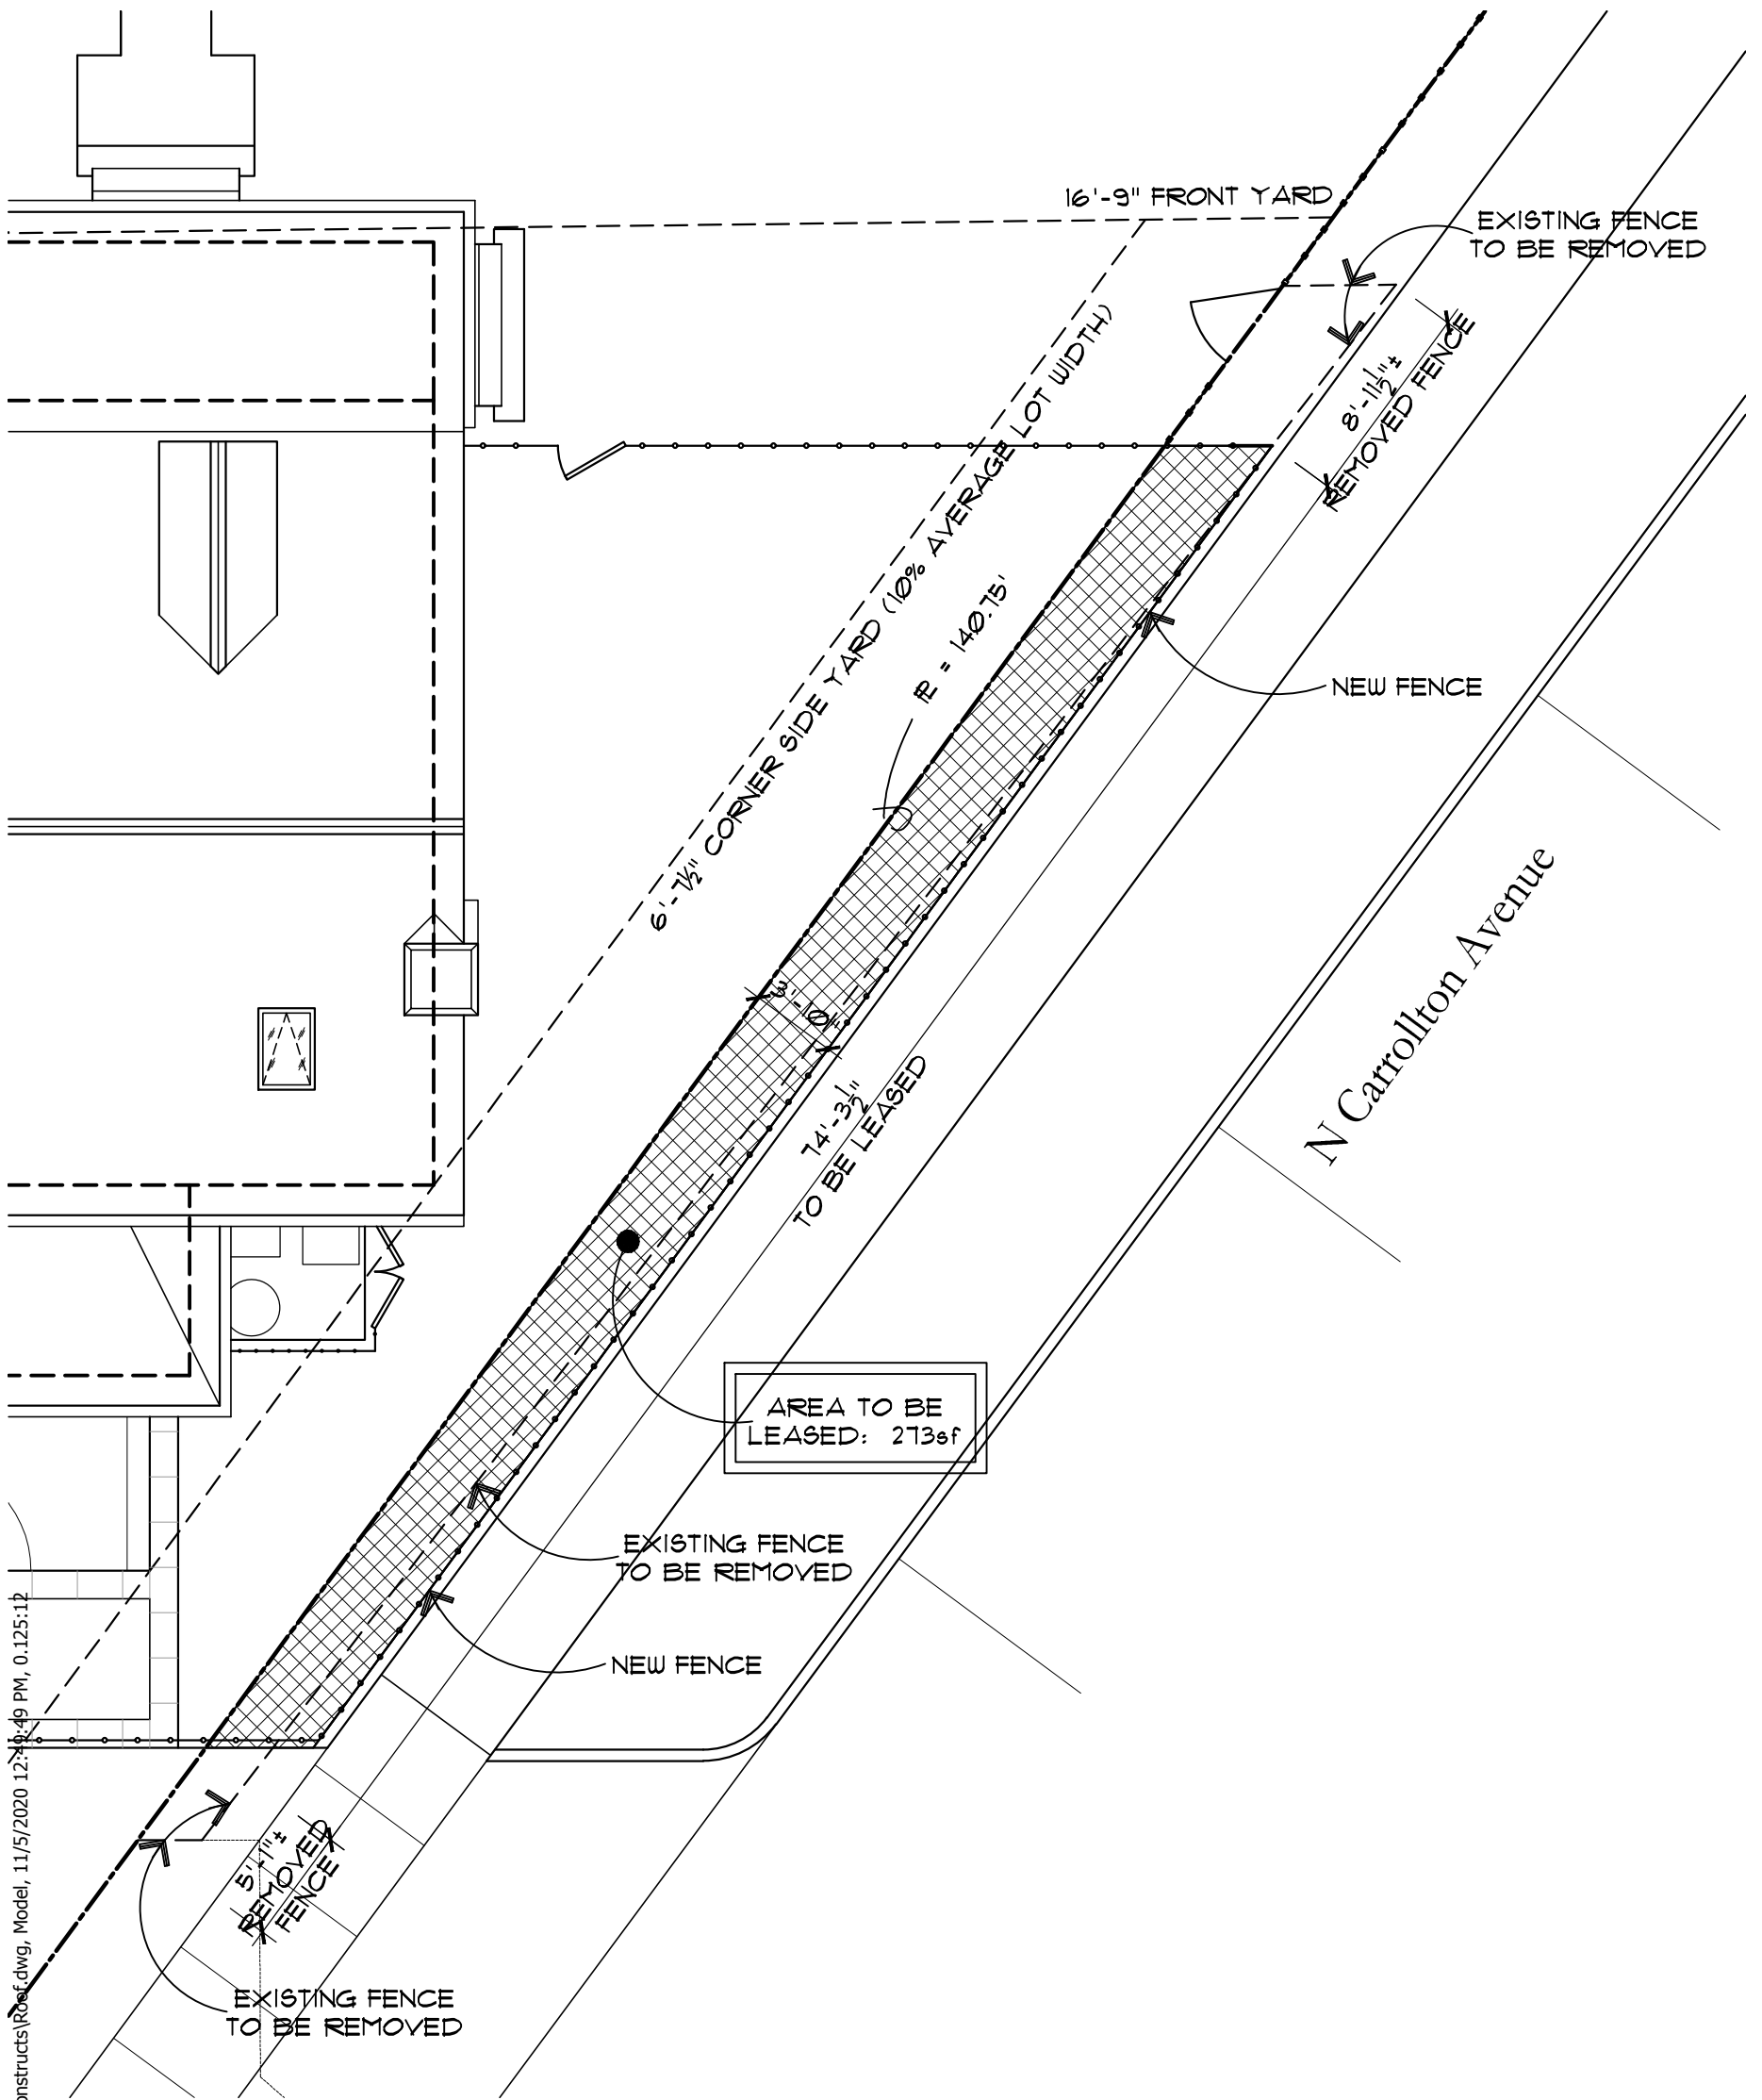 16'-9" FRONT YARD
EXISTING FENCE
TO BE REMOVED
8'-11½"±
REMOVED FENCE
6'-7½" CORNER SIDE YARD (10% AVERAGE LOT WIDTH)
PL = 140.75'
NEW FENCE
N Carrollton Avenue
3'-10"
74'-3½"
TO BE LEASED
AREA TO BE
LEASED: 273sf
EXISTING FENCE
TO BE REMOVED
NEW FENCE
5'-1"±
REMOVED
FENCE
EXISTING FENCE
TO BE REMOVED
onstructs\Roof.dwg, Model, 11/5/2020 12:49:49 PM, 0.125:12